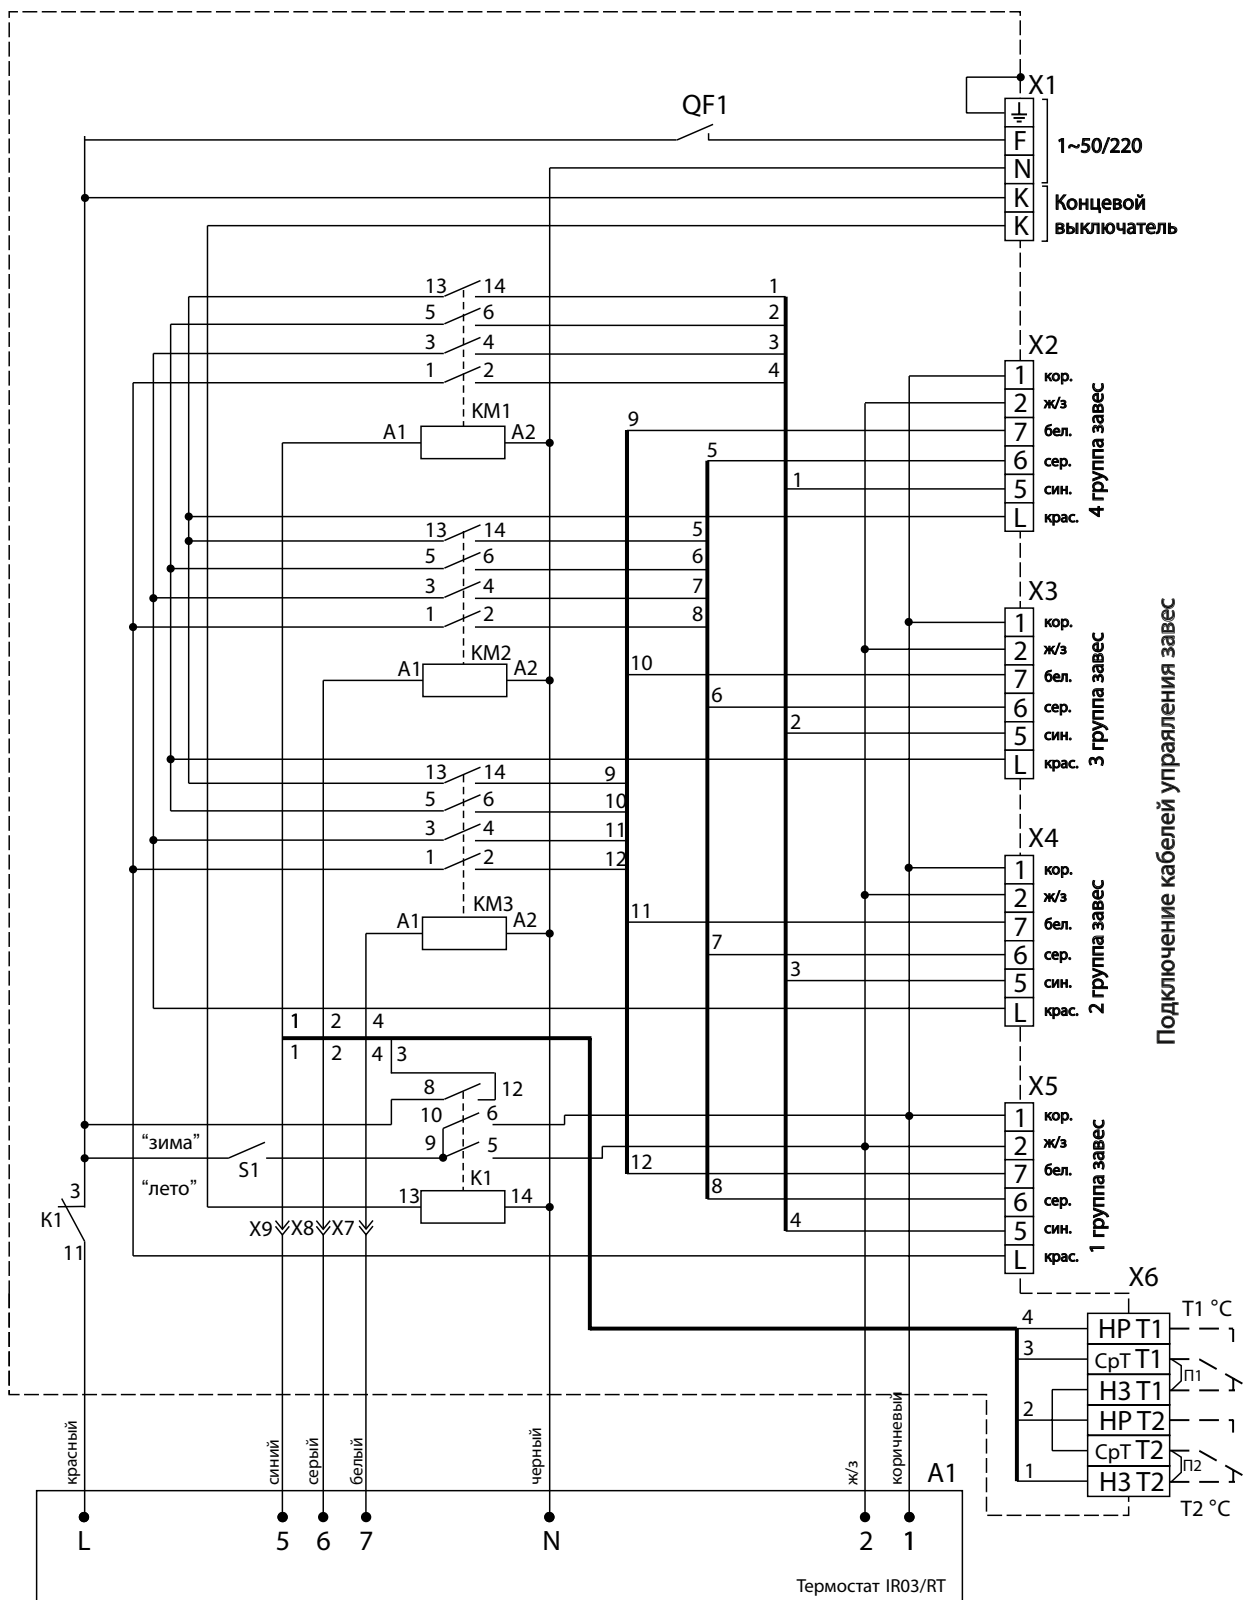 X1
QF1
F
1~50/220
N
K
Концевой
K
выключатель
13 14 1
5 6 2
3 4 3
1 2 4
KM1
A1 A2
X2
1 кор.
2 ж/з
7 бел.
6 сер.
5 син.
L крас.
4 группа завес
9
5
1
13 14 5
5 6 6
3 4 7
1 2 8
KM2
A1 A2
X3
1 кор.
2 ж/з
7 бел.
6 сер.
5 син.
L крас.
3 группа завес
10
6
2
13 14 9
5 6 10
3 4 11
1 2 12
KM3
A1 A2
X4
1 кор.
2 ж/з
7 бел.
6 сер.
5 син.
L крас.
2 группа завес
11
7
3
Подключение кабелей упраяления завес
1 2 4
1 2 4 3
8 12
10 6
9 5
“зима”
S1
“лето”
K1
13 14
3
K1
11
X9 X8 X7
X5
1 кор.
2 ж/з
7 бел.
6 сер.
5 син.
L крас.
1 группа завес
12
8
4
X6
T1 °C
4 НР T1
3 СрТ T1
П1
НЗ T1
2 НР T2
СрТ T2
П2
1 НЗ T2
T2 °C
красный
синий
серый
белый
черный
ж/з
коричневый
A1
L 5 6 7 N 2 1
Термостат IR03/RT